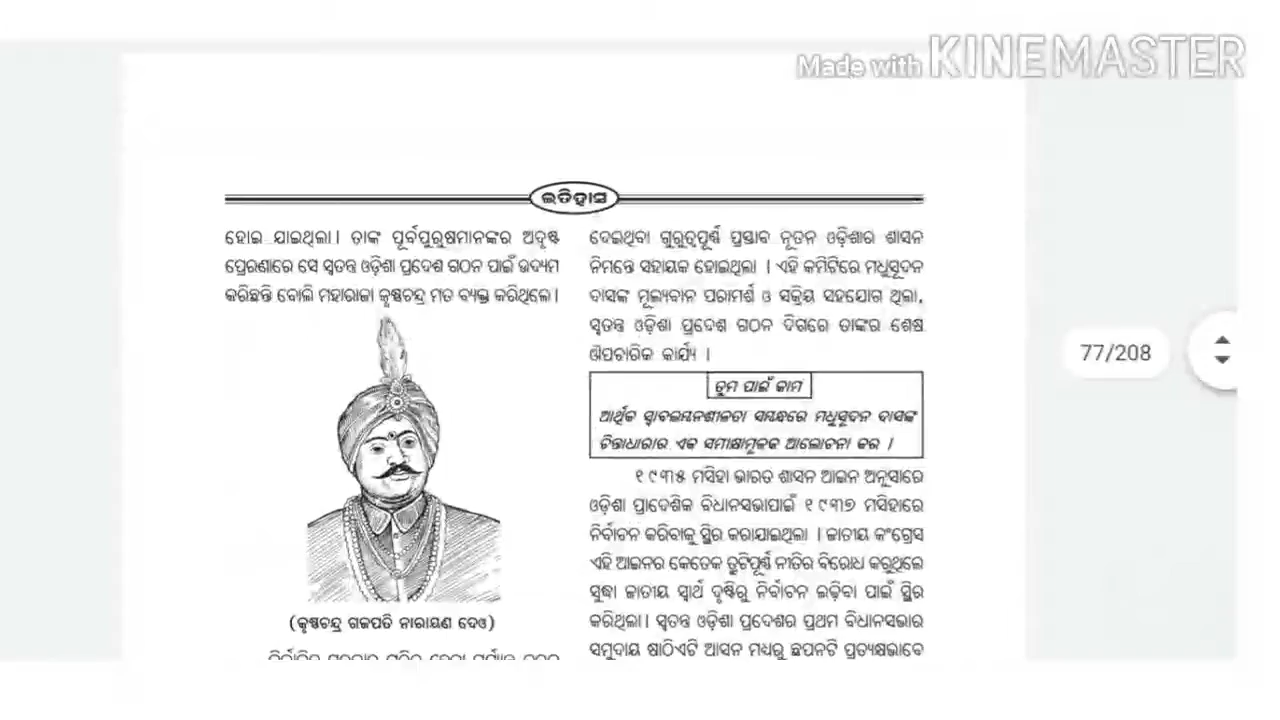 Made with KINEMASTER
ଇତିହାସ
ହୋଇ ଯାଇଥିଲା। ତାଙ୍କ ପୂର୍ବପୁରୁଷମାନଙ୍କର ଅଦୃଷ୍ଟ
ପ୍ରେରଣାରେ ସେ ସ୍ୱତନ୍ତ୍ର ଓଡ଼ିଶା ପ୍ରଦେଶ ଗଠନ ପାଇଁ ଉଦ୍ୟମ
କରିଛନ୍ତି ବୋଲି ମହାରାଜା କୃଷ୍ଣଚନ୍ଦ୍ର ମତ ବ୍ୟକ୍ତ କରିଥିଲେ।
(କୃଷ୍ଣଚନ୍ଦ୍ର ଗଜପତି ନାରାୟଣ ଦେଓ)
ଦେଇଥିବା ଗୁରୁତ୍ୱପୂର୍ଣ୍ଣ ପ୍ରସ୍ତାବ ନୂତନ ଓଡ଼ିଶାର ଶାସନ
ନିମନ୍ତେ ସହାୟକ ହୋଇଥିଲା । ଏହି କମିଟିରେ ମଧୁସୂଦନ
ଦାସଙ୍କ ମୂଲ୍ୟବାନ ପରାମର୍ଶ ଓ ସକ୍ରିୟ ସହଯୋଗ ଥିଲା,
ସ୍ୱତନ୍ତ୍ର ଓଡ଼ିଶା ପ୍ରଦେଶ ଗଠନ ଦିଗରେ ତାଙ୍କର ଶେଷ
ଔପଚାରିକ କାର୍ଯ୍ୟ ।
ତୁମ ପାଇଁ କାମ
ଆର୍ଥିକ ସ୍ୱାବଲମ୍ବନଶୀଳତା ସମ୍ବନ୍ଧରେ ମଧୁସୂଦନ ଦାସଙ୍କ
ଚିନ୍ତାଧାରାର ଏକ ସମୀକ୍ଷାମୂଳକ ଆଲୋଚନା କର ।
୧୯୩୫ ମସିହା ଭାରତ ଶାସନ ଆଇନ ଅନୁସାରେ
ଓଡ଼ିଶା ପ୍ରାଦେଶିକ ବିଧାନସଭାପାଇଁ ୧୯୩୭ ମସିହାରେ
ନିର୍ବାଚନ କରିବାକୁ ସ୍ଥିର କରାଯାଇଥିଲା । ଜାତୀୟ କଂଗ୍ରେସ
ଏହି ଆଇନର କେତେକ ତ୍ରୁଟିପୂର୍ଣ୍ଣ ନୀତିର ବିରୋଧ କରୁଥିଲେ
ସୁଦ୍ଧା ଜାତୀୟ ସ୍ୱାର୍ଥ ଦୃଷ୍ଟିରୁ ନିର୍ବାଚନ ଲଢ଼ିବା ପାଇଁ ସ୍ଥିର
କରିଥିଲା। ସ୍ୱତନ୍ତ୍ର ଓଡ଼ିଶା ପ୍ରଦେଶର ପ୍ରଥମ ବିଧାନସଭାର
ସମୁଦାୟ ଷାଠିଏଟି ଆସନ ମଧ୍ୟରୁ ଛପନଟି ପ୍ରତ୍ୟକ୍ଷଭାବେ
77/208